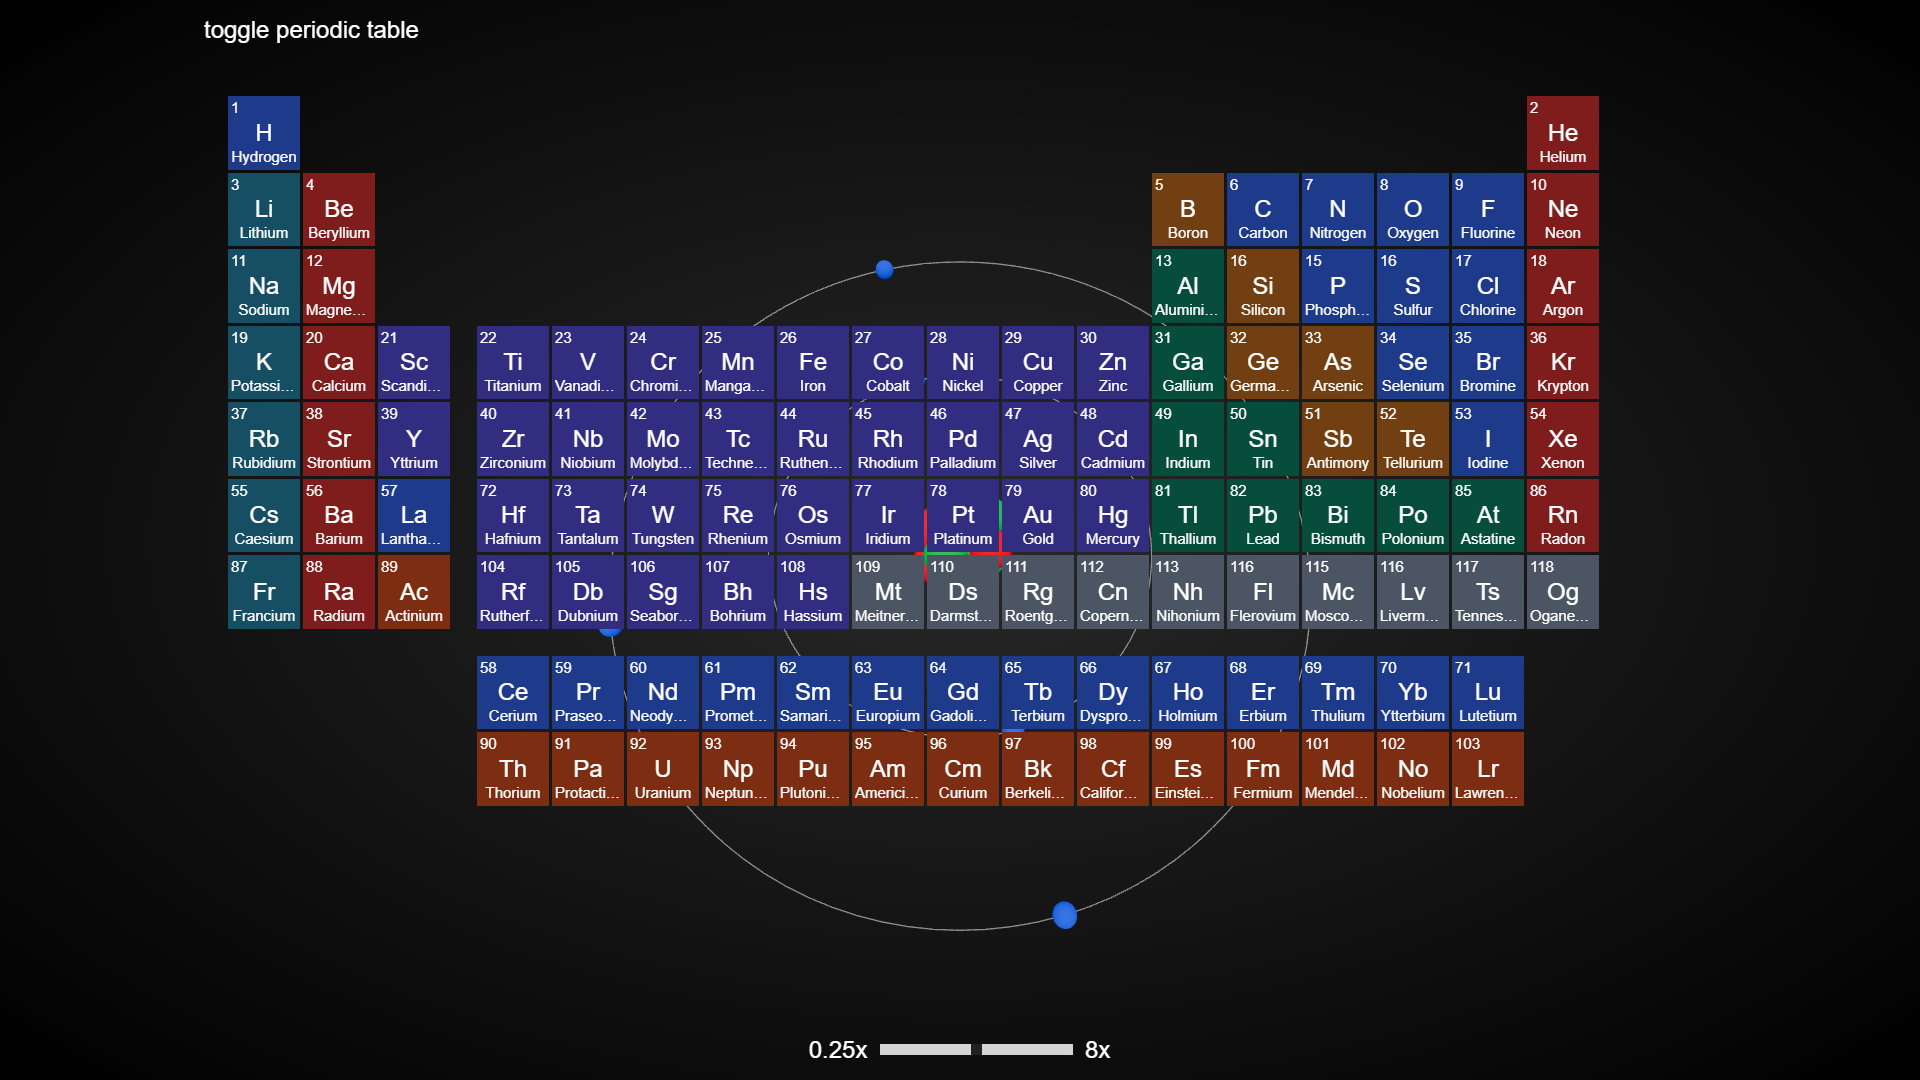 toggle periodic table
1 2
H He
Hydrogen Helium
3 4 5 6 7 8 9 10
Li Be B C N O F Ne
Lithium Beryllium Boron Carbon Nitrogen Oxygen Fluorine Neon
11 12 13 16 15 16 17 18
Na Mg Al Si P S Cl Ar
Sodium Magne... Alumini... Silicon Phosph... Sulfur Chlorine Argon
19 20 21 22 23 24 25 26 27 28 29 30 31 32 33 34 35 36
K Ca Sc Ti V Cr Mn Fe Co Ni Cu Zn Ga Ge As Se Br Kr
Potassi... Calcium Scandi... Titanium Vanadi... Chromi... Manga... Iron Cobalt Nickel Copper Zinc Gallium Germa... Arsenic Selenium Bromine Krypton
37 38 39 40 41 42 43 44 45 46 47 48 49 50 51 52 53 54
Rb Sr Y Zr Nb Mo Tc Ru Rh Pd Ag Cd In Sn Sb Te I Xe
Rubidium Strontium Yttrium Zirconium Niobium Molybd... Techne... Ruthen... Rhodium Palladium Silver Cadmium Indium Tin Antimony Tellurium Iodine Xenon
55 56 57 72 73 74 75 76 77 78 79 80 81 82 83 84 85 86
Cs Ba La Hf Ta W Re Os Ir Pt Au Hg Tl Pb Bi Po At Rn
Caesium Barium Lantha... Hafnium Tantalum Tungsten Rhenium Osmium Iridium Platinum Gold Mercury Thallium Lead Bismuth Polonium Astatine Radon
87 88 89 104 105 106 107 108 109 110 111 112 113 116 115 116 117 118
Fr Ra Ac Rf Db Sg Bh Hs Mt Ds Rg Cn Nh Fl Mc Lv Ts Og
Francium Radium Actinium Rutherf... Dubnium Seabor... Bohrium Hassium Meitner... Darmst... Roentg... Copern... Nihonium Flerovium Mosco... Liverm... Tennes... Ogane...
58 59 60 61 62 63 64 65 66 67 68 69 70 71
Ce Pr Nd Pm Sm Eu Gd Tb Dy Ho Er Tm Yb Lu
Cerium Praseo... Neody... Promet... Samari... Europium Gadoli... Terbium Dyspro... Holmium Erbium Thulium Ytterbium Lutetium
90 91 92 93 94 95 96 97 98 99 100 101 102 103
Th Pa U Np Pu Am Cm Bk Cf Es Fm Md No Lr
Thorium Protacti... Uranium Neptun... Plutoni... Americi... Curium Berkeli... Califor... Einstei... Fermium Mendel... Nobelium Lawren...
0.25x 8x